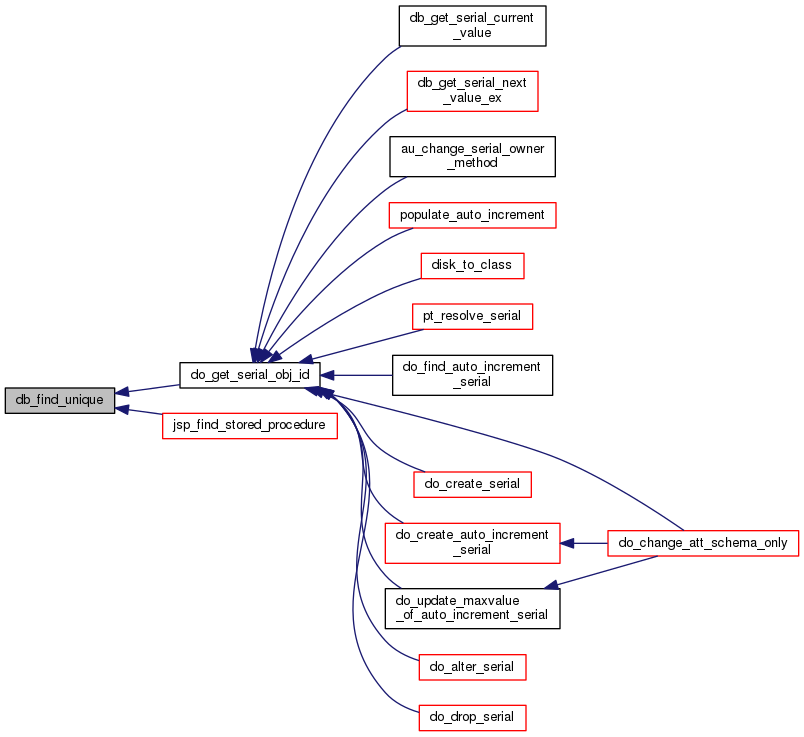 db_get_serial_current
_value
db_get_serial_next
_value_ex
au_change_serial_owner
_method
populate_auto_increment
disk_to_class
pt_resolve_serial
do_get_serial_obj_id
do_find_auto_increment
_serial
db_find_unique
jsp_find_stored_procedure
do_create_serial
do_create_auto_increment
_serial
do_change_att_schema_only
do_update_maxvalue
_of_auto_increment_serial
do_alter_serial
do_drop_serial